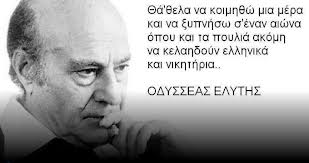 Θά'θελα να κοιμηθώ μια μέρα
και να ξυπνήσω σ'έναν αιώνα
όπου και τα πουλιά ακόμη
να κελαηδούν ελληνικά
και νικητήρια..
ΟΔΥΣΣΕΑΣ ΕΛΥΤΗΣ